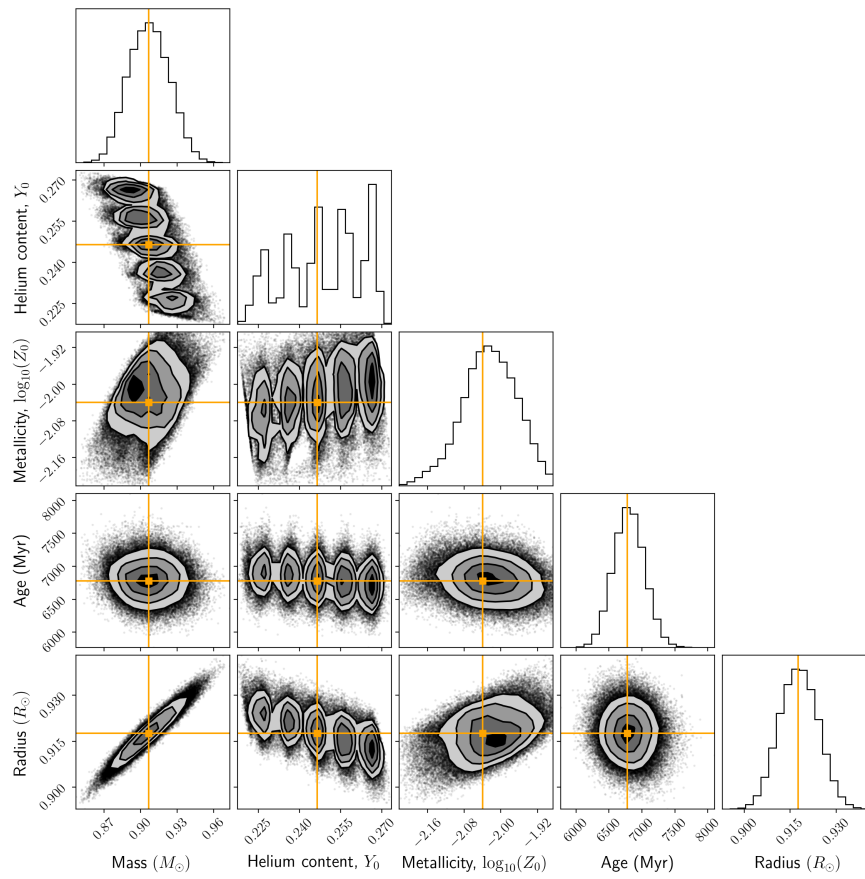 Helium content, Y₀
0.270
0.255
0.240
0.225
Metallicity, log₁₀(Z₀)
−1.92
−2.00
−2.08
−2.16
Age (Myr)
8000
7500
7000
6500
6000
Radius (R⊙)
0.930
0.915
0.900
0.87 0.90 0.93 0.96
0.225 0.240 0.255 0.270
−2.16 −2.08 −2.00 −1.92
6000 6500 7000 7500 8000
0.900 0.915 0.930
Mass (M⊙) Helium content, Y₀ Metallicity, log₁₀(Z₀) Age (Myr) Radius (R⊙)